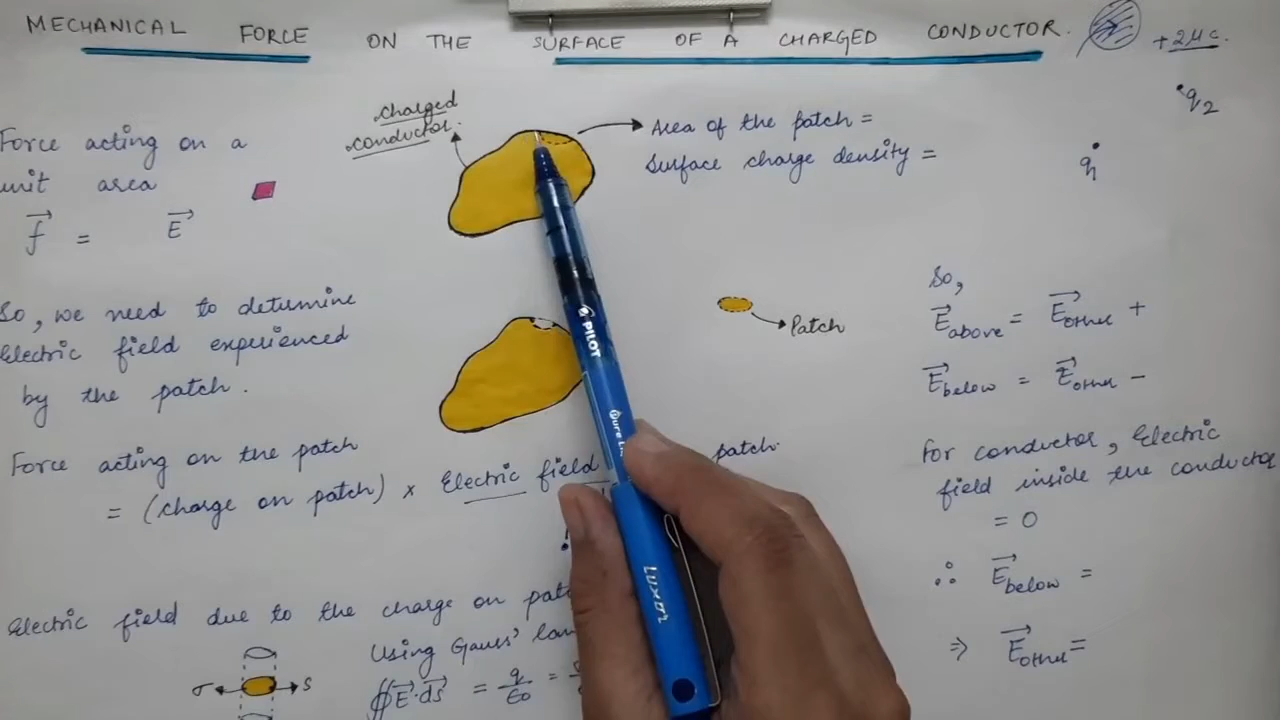 MECHANICAL FORCE ON THE SURFACE OF A CHARGED CONDUCTOR.
+2μc.
q2
Force acting on a
unit area
f =     E
charged
conductor.
Area of the patch =
Surface charge density =
q1
So, we need to determine
Electric field experienced
by the patch.
Patch
So,
E above = E other +
E below = E other −
Force acting on the patch
= (charge on patch) × Electric field
patch.
For conductor, Electric
field inside the conductor
= 0
∴ E below =
⇒ E other =
Electric field due to the charge on
Using Gauss' law
σ
S
∯ E · ds = q/ε0 =
PILOT
Luxor